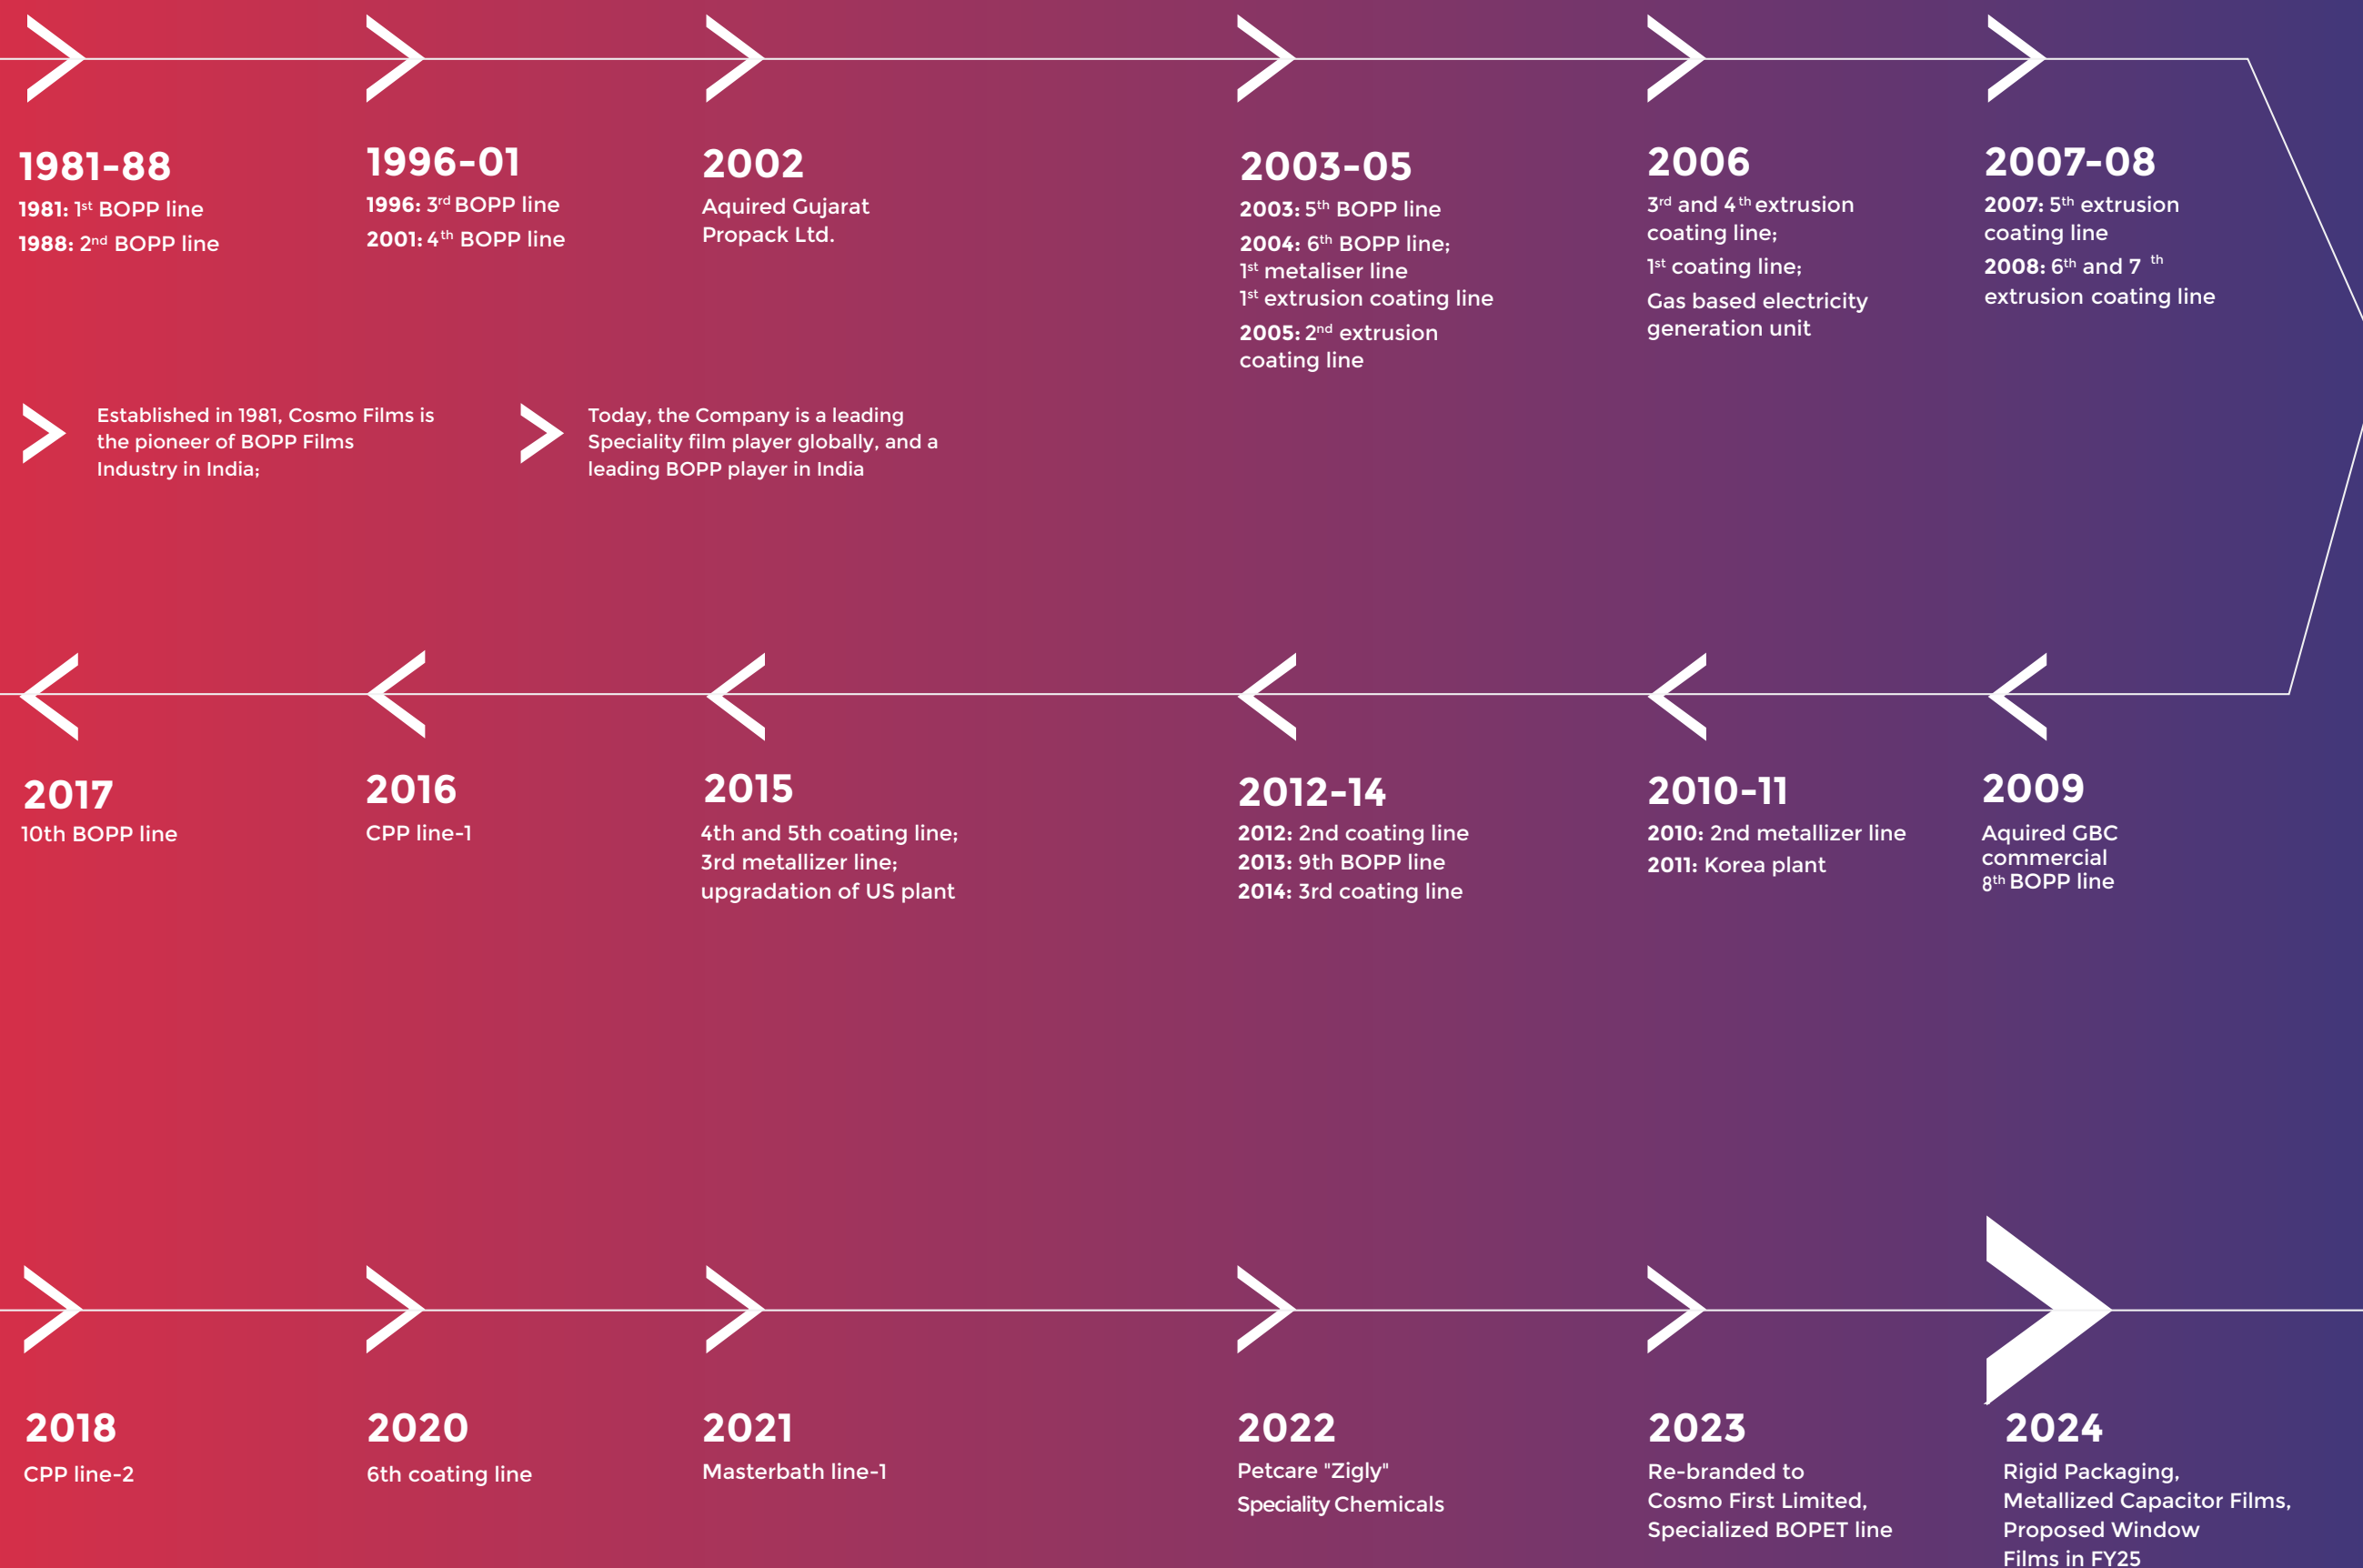 1981-88
1981: 1st BOPP line
1988: 2nd BOPP line
1996-01
1996: 3rd BOPP line
2001: 4th BOPP line
2002
Aquired Gujarat
Propack Ltd.
2003-05
2003: 5th BOPP line
2004: 6th BOPP line;
1st metaliser line
1st extrusion coating line
2005: 2nd extrusion
coating line
2006
3rd and 4th extrusion
coating line;
1st coating line;
Gas based electricity
generation unit
2007-08
2007: 5th extrusion
coating line
2008: 6th and 7 th
extrusion coating line
Established in 1981, Cosmo Films is
the pioneer of BOPP Films
Industry in India;
Today, the Company is a leading
Speciality film player globally, and a
leading BOPP player in India
2017
10th BOPP line
2016
CPP line-1
2015
4th and 5th coating line;
3rd metallizer line;
upgradation of US plant
2012-14
2012: 2nd coating line
2013: 9th BOPP line
2014: 3rd coating line
2010-11
2010: 2nd metallizer line
2011: Korea plant
2009
Aquired GBC
commercial
8th BOPP line
2018
CPP line-2
2020
6th coating line
2021
Masterbath line-1
2022
Petcare "Zigly"
Speciality Chemicals
2023
Re-branded to
Cosmo First Limited,
Specialized BOPET line
2024
Rigid Packaging,
Metallized Capacitor Films,
Proposed Window
Films in FY25